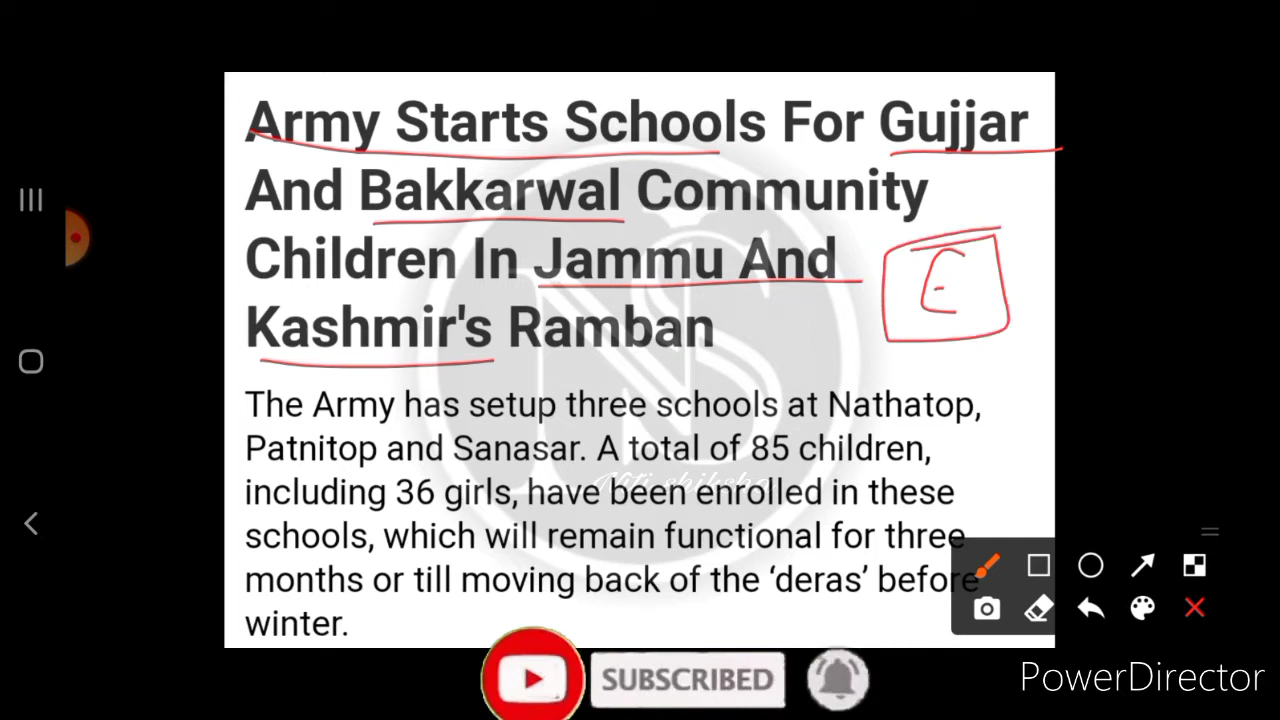 Army Starts Schools For Gujjar
And Bakkarwal Community
Children In Jammu And
Kashmir's Ramban
The Army has setup three schools at Nathatop,
Patnitop and Sanasar. A total of 85 children,
including 36 girls, have been enrolled in these
schools, which will remain functional for three
months or till moving back of the ‘deras’ before
winter.
SUBSCRIBED
PowerDirector